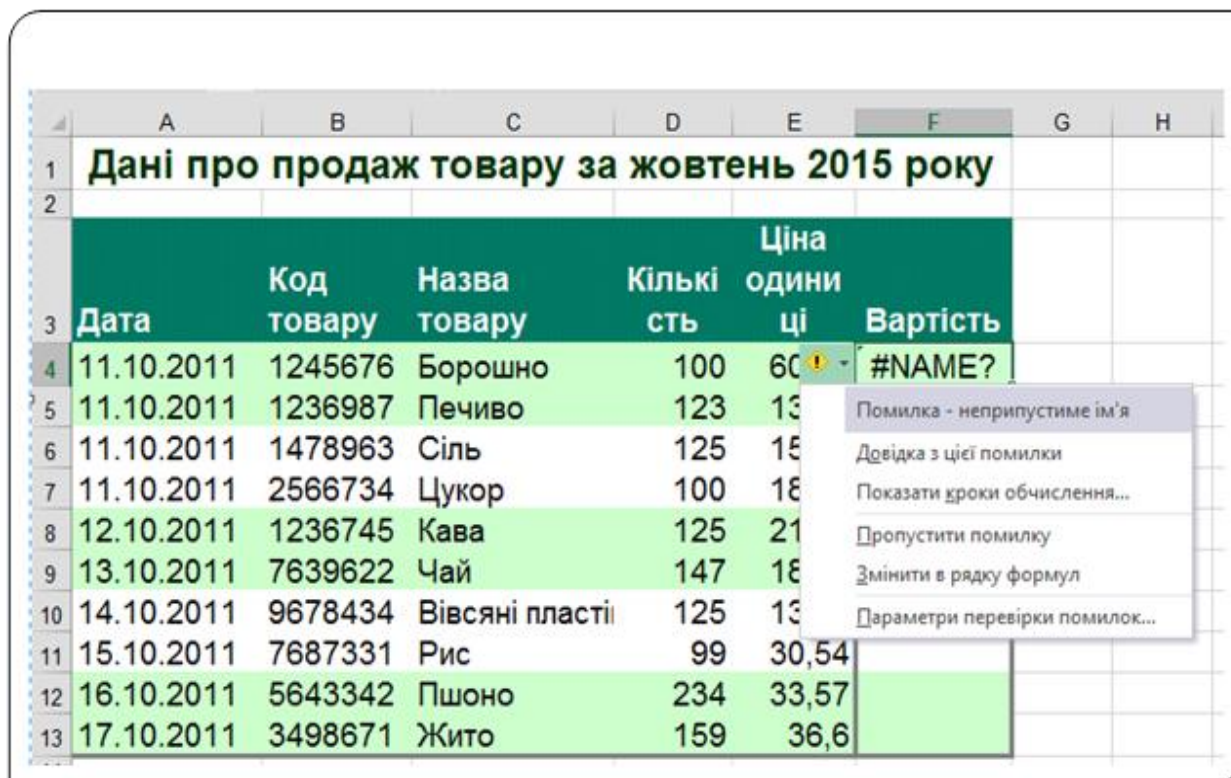 A B C D E F G H
1 Дані про продаж товару за жовтень 2015 року
2
3 Дата Код товару Назва товару Кількі сть Ціна одини ці Вартість
4 11.10.2011 1245676 Борошно 100 60 #NAME?
5 11.10.2011 1236987 Печиво 123 13
6 11.10.2011 1478963 Сіль 125 15
7 11.10.2011 2566734 Цукор 100 18
8 12.10.2011 1236745 Кава 125 21
9 13.10.2011 7639622 Чай 147 18
10 14.10.2011 9678434 Вівсяні пласті 125 13
11 15.10.2011 7687331 Рис 99 30,54
12 16.10.2011 5643342 Пшоно 234 33,57
13 17.10.2011 3498671 Жито 159 36,6
Помилка - неприпустиме ім'я
Довідка з цієї помилки
Показати кроки обчислення...
Пропустити помилку
Змінити в рядку формул
Параметри перевірки помилок...